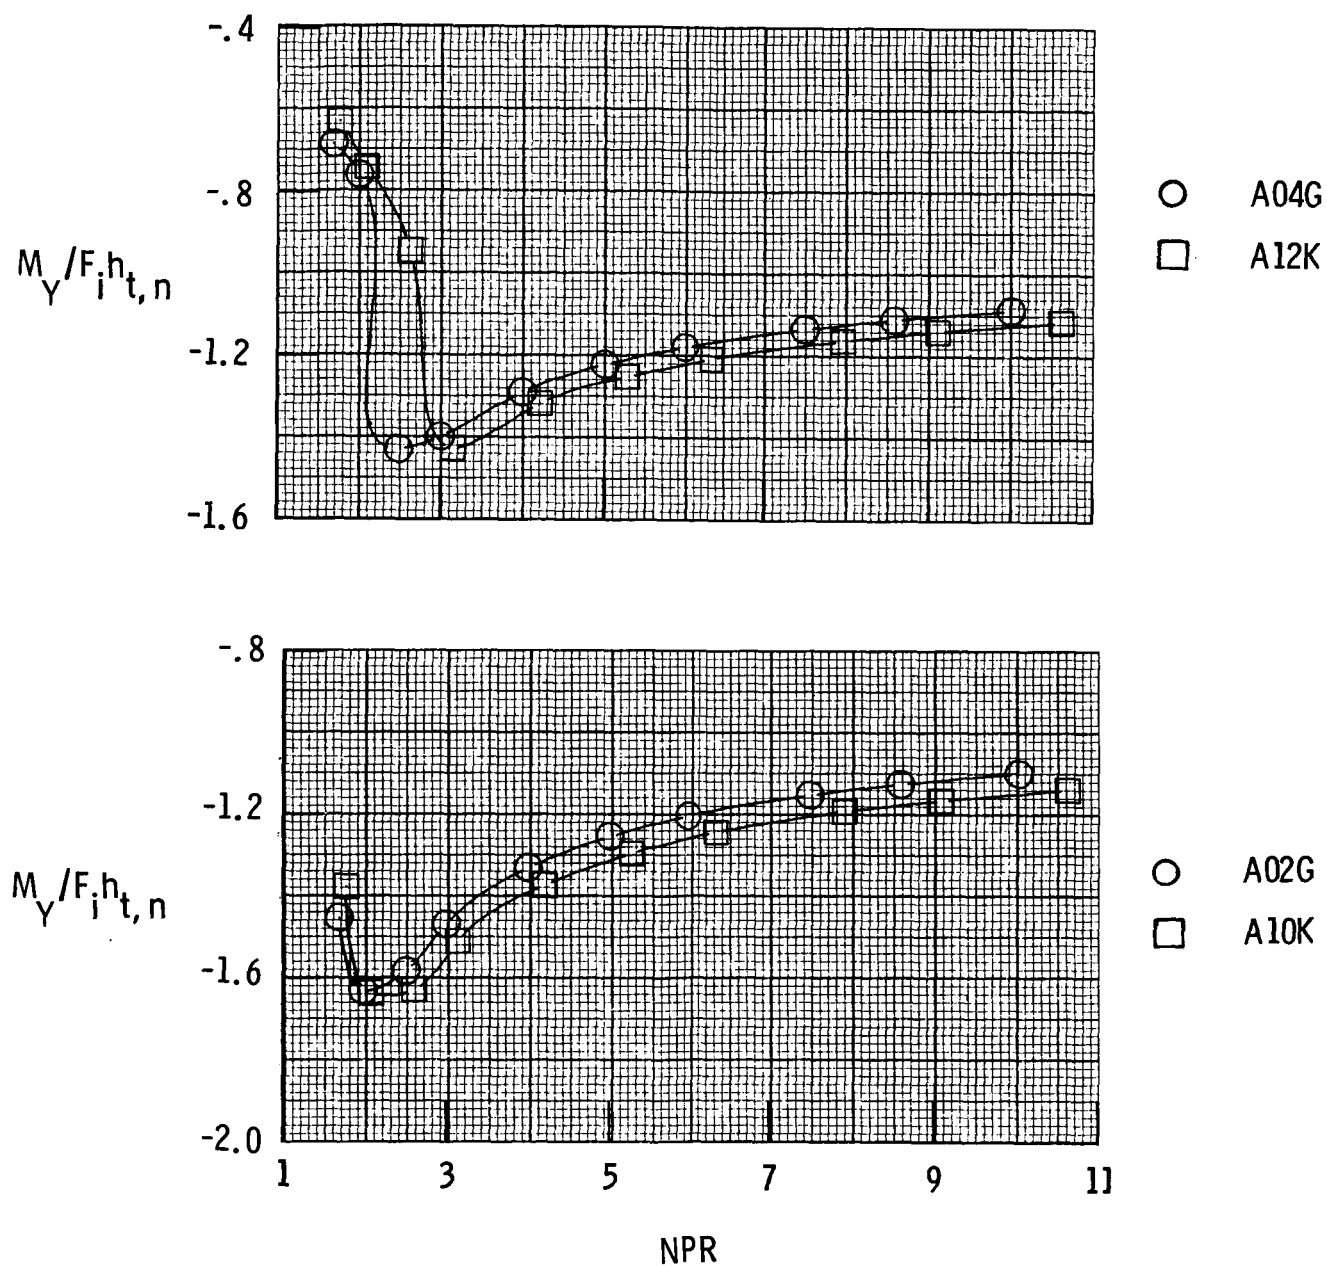 -.4
-.8
-1.2
-1.6
M_Y/F_i h_t,n
A04G
A12K
-.8
-1.2
-1.6
-2.0
M_Y/F_i h_t,n
A02G
A10K
1 3 5 7 9 11
NPR